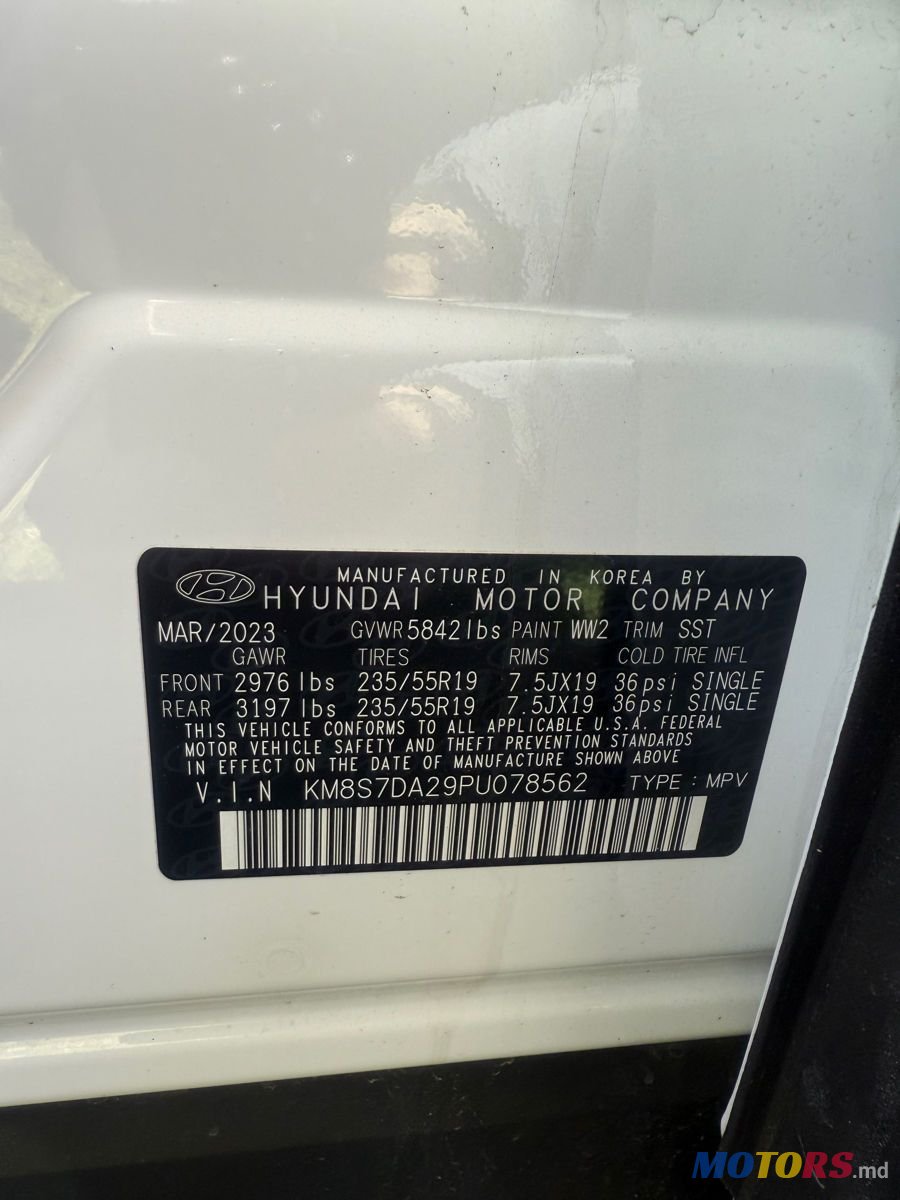 MANUFACTURED IN KOREA BY
HYUNDAI MOTOR COMPANY
MAR/2023 GVWR 5842lbs PAINT WW2 TRIM SST
GAWR TIRES RIMS COLD TIRE INFL
FRONT 2976 lbs 235/55R19 7.5JX19 36psi SINGLE
REAR 3197 lbs 235/55R19 7.5JX19 36psi SINGLE
THIS VEHICLE CONFORMS TO ALL APPLICABLE U.S.A. FEDERAL
MOTOR VEHICLE SAFETY AND THEFT PREVENTION STANDARDS
IN EFFECT ON THE DATE OF MANUFACTURE SHOWN ABOVE
V.I.N KM8S7DA29PU078562 TYPE : MPV
MOTORS.md